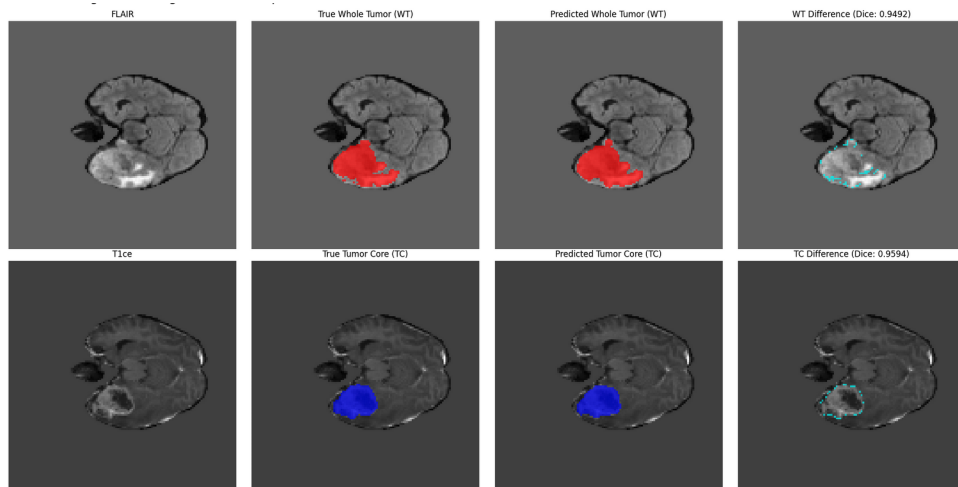 FLAIR
True Whole Tumor (WT)
Predicted Whole Tumor (WT)
WT Difference (Dice: 0.9492)
T1ce
True Tumor Core (TC)
Predicted Tumor Core (TC)
TC Difference (Dice: 0.9594)